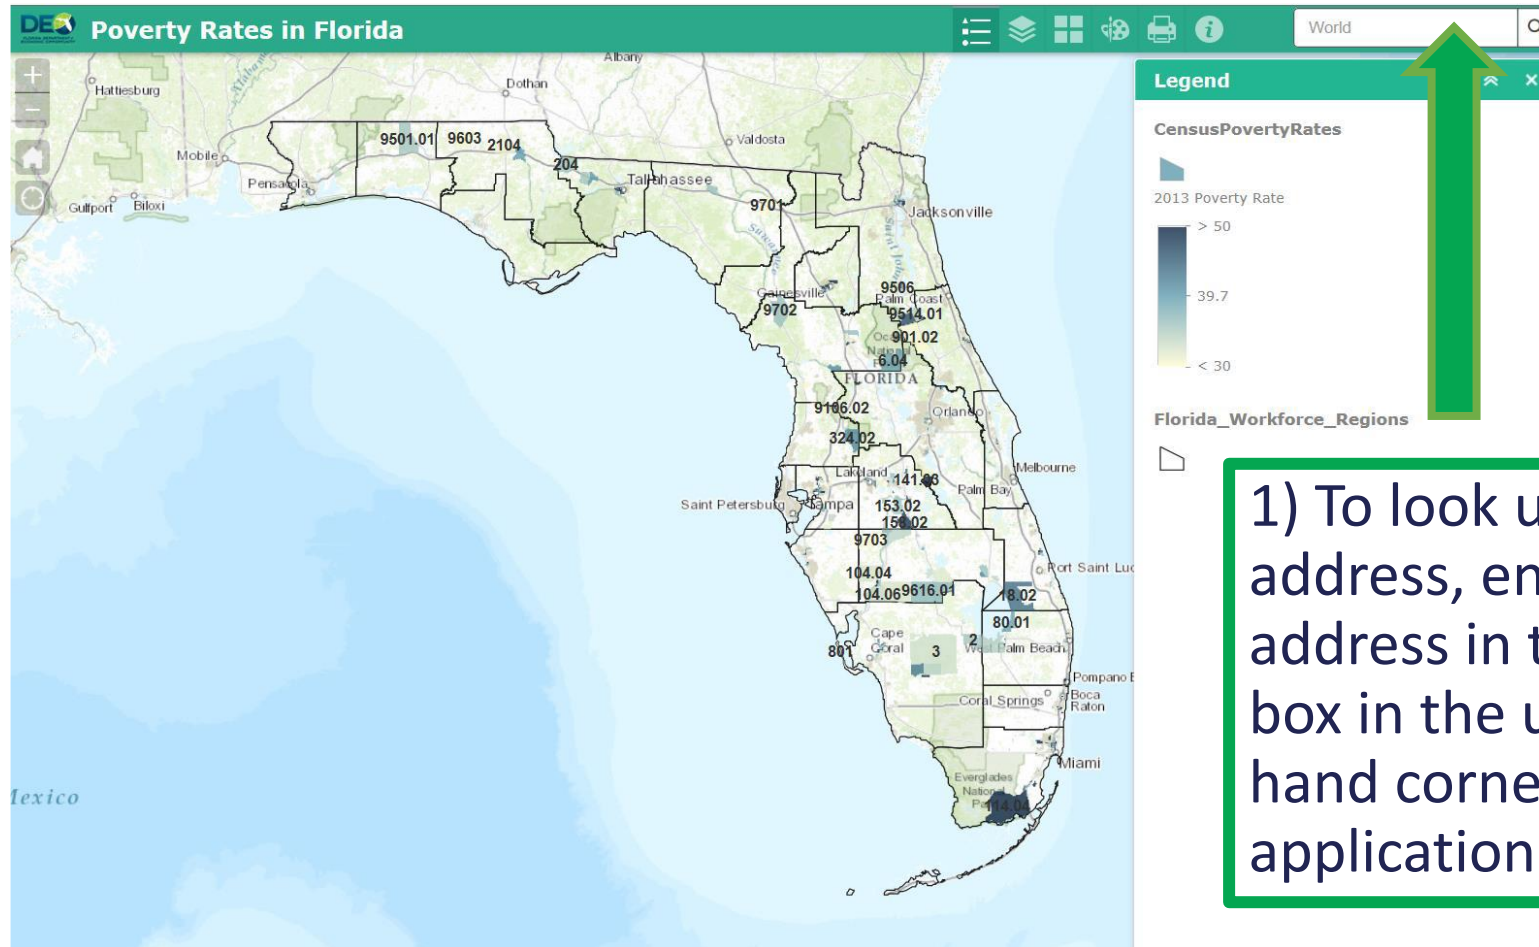 DEO
Poverty Rates in Florida
World
Albany
Hattiesburg
Dothan
Legend
CensusPovertyRates
9501.01
9603
2104
Valdosta
Mobile
204
Pensacola
Tallahassee
2013 Poverty Rate
Gulfport
Biloxi
9701
Jacksonville
> 50
Gainesville
9506
Palm Coast
39.7
9702
9514.01
901.02
6.04
< 30
FLORIDA
9106.02
Orlando
Florida_Workforce_Regions
324.02
Lakeland
141.03
Melbourne
Palm Bay
Saint Petersburg
Tampa
153.02
9703
104.04
Port Saint Luc
104.06
9616.01
18.02
80.01
Cape
Coral
801
3
2
West Palm Beach
Pompano B
Coral Springs
Boca
Raton
Miami
Everglades
National
114.04
Mexico
1) To look u
address, en
address in t
box in the u
hand corne
application